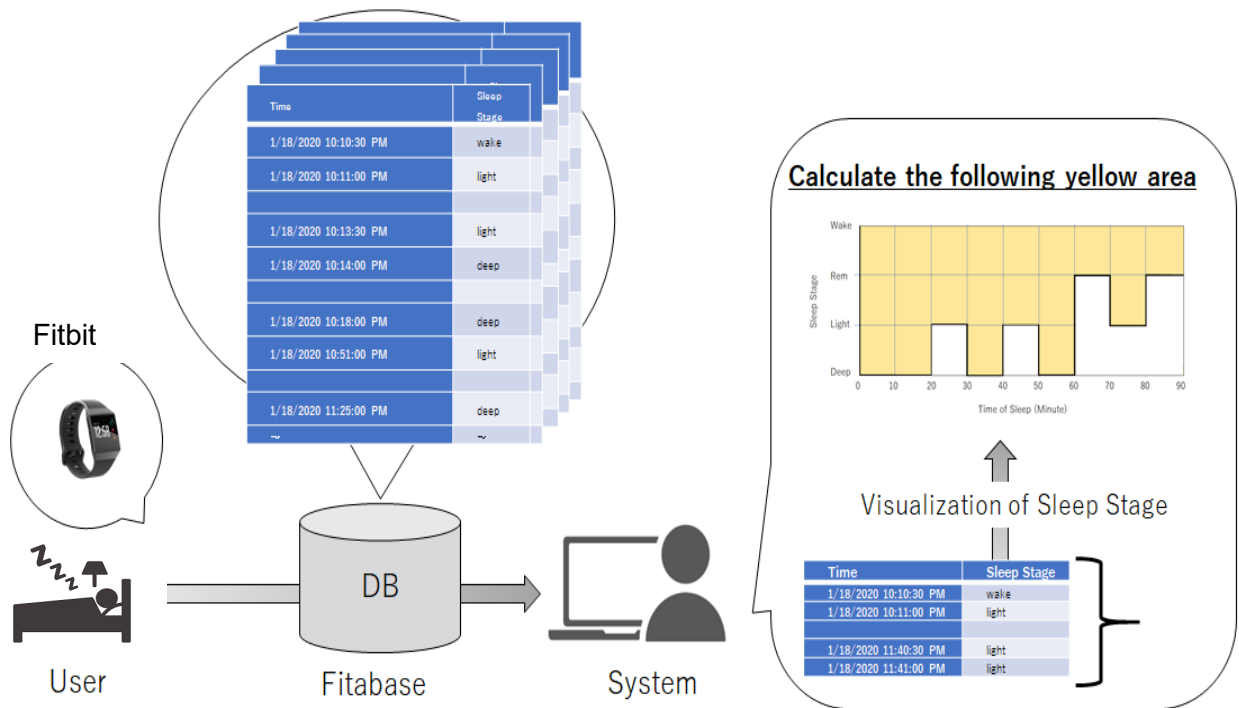 Time
Sleep
Stage
1/18/2020 10:10:30 PM wake
1/18/2020 10:11:00 PM light
1/18/2020 10:13:30 PM light
1/18/2020 10:14:00 PM deep
1/18/2020 10:18:00 PM deep
1/18/2020 10:51:00 PM light
1/18/2020 11:25:00 PM deep
~ ~
Fitbit
12:58
zzzz
User
DB
Fitabase
System
Calculate the following yellow area
Wake
Rem
Light
Deep
Sleep Stage
0 10 20 30 40 50 60 70 80 90
Time of Sleep (Minute)
Visualization of Sleep Stage
Time Sleep Stage
1/18/2020 10:10:30 PM wake
1/18/2020 10:11:00 PM light
1/18/2020 11:40:30 PM light
1/18/2020 11:41:00 PM light